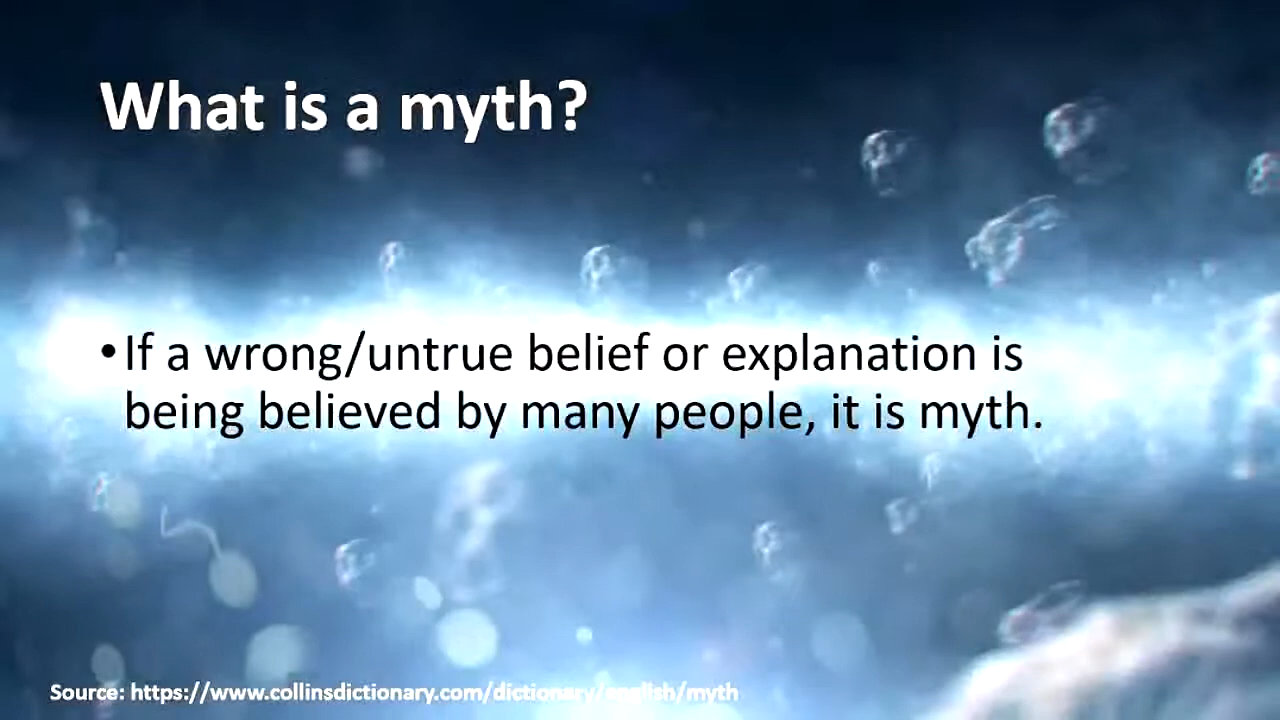 What is a myth?
•If a wrong/untrue belief or explanation is
being believed by many people, it is myth.
Source: https://www.collinsdictionary.com/dictionary/english/myth